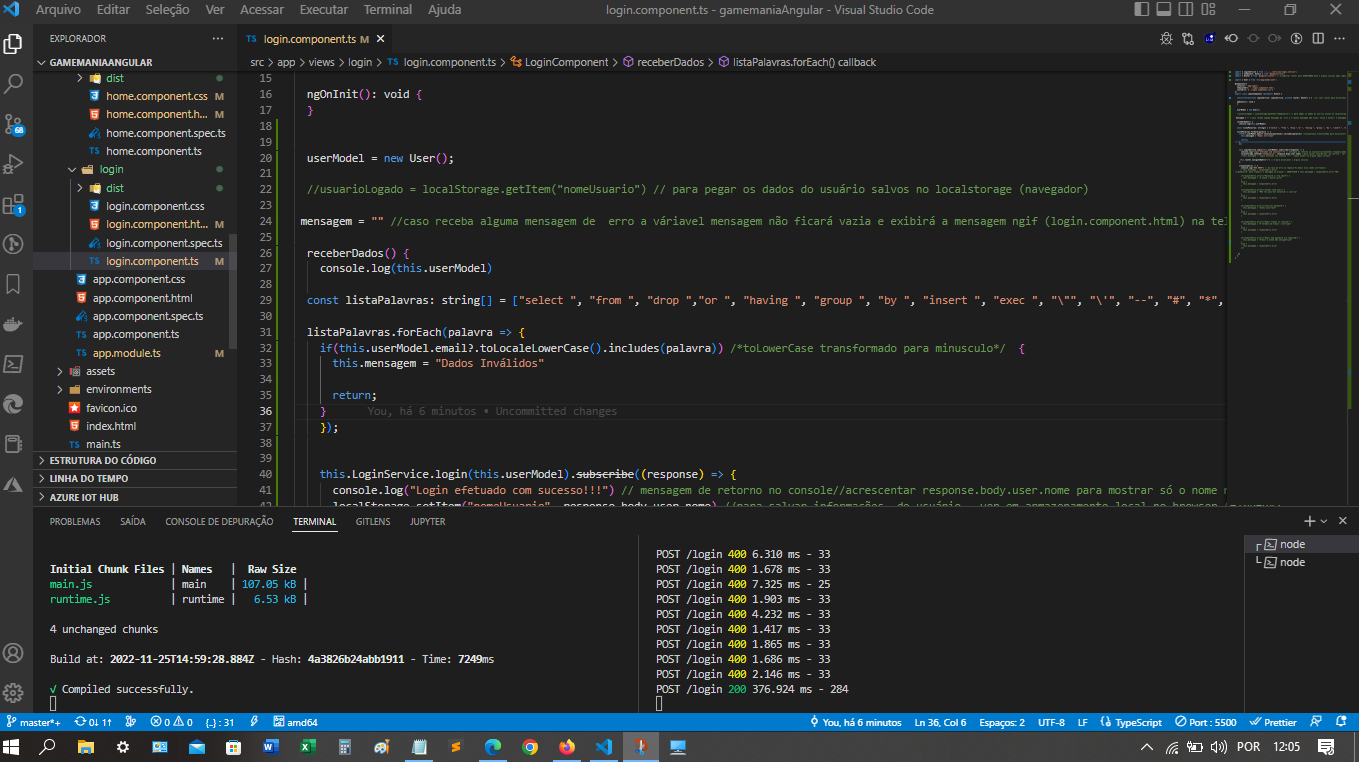 Arquivo Editar Seleção Ver Acessar Executar Terminal Ajuda
login.component.ts - gamemaniaAngular - Visual Studio Code
EXPLORADOR
GAMEMANIAANGULAR
dist
home.component.css M
home.component.h... M
home.component.spec.ts
home.component.ts
login
dist
login.component.css
login.component.ht... M
login.component.spec.ts
login.component.ts M
app.component.css
app.component.html
app.component.spec.ts
app.component.ts
app.module.ts M
assets
environments
favicon.ico
index.html
main.ts
ESTRUTURA DO CÓDIGO
LINHA DO TEMPO
AZURE IOT HUB
68
1
TS login.component.ts M
src > app > views > login > TS login.component.ts > LoginComponent > receberDados > listaPalavras.forEach() callback
15
16 ngOnInit(): void {
17 }
18
19
20 userModel = new User();
21
22 //usuarioLogado = localStorage.getItem("nomeUsuario") // para pegar os dados do usuário salvos no localstorage (navegador)
23
24 mensagem = "" //caso receba alguma mensagem de  erro a váriavel mensagem não ficará vazia e exibirá a mensagem ngif (login.component.html) na tel
25
26 receberDados() {
27 console.log(this.userModel)
28
29 const listaPalavras: string[] = ["select ", "from ", "drop ","or ", "having ", "group ", "by ", "insert ", "exec ", "\"", "\'", "--", "#", "*",
30
31 listaPalavras.forEach(palavra => {
32 if(this.userModel.email?.toLocaleLowerCase().includes(palavra)) /*toLowerCase transformado para minusculo*/  {
33 this.mensagem = "Dados Inválidos"
34
35 return;
36 } You, há 6 minutos • Uncommitted changes
37 });
38
39
40 this.LoginService.login(this.userModel).subscribe((response) => {
41 console.log("Login efetuado com sucesso!!!") // mensagem de retorno no console//acrescentar response.body.user.nome para mostrar só o nome
PROBLEMAS SAÍDA CONSOLE DE DEPURAÇÃO TERMINAL GITLENS JUPYTER
Initial Chunk Files | Names | Raw Size
main.js | main | 107.05 kB |
runtime.js | runtime | 6.53 kB |
4 unchanged chunks
Build at: 2022-11-25T14:59:28.884Z - Hash: 4a3826b24abb1911 - Time: 7249ms
√ Compiled successfully.
POST /login 400 6.310 ms - 33
POST /login 400 1.678 ms - 33
POST /login 400 7.325 ms - 25
POST /login 400 1.903 ms - 33
POST /login 400 4.232 ms - 33
POST /login 400 1.417 ms - 33
POST /login 400 1.865 ms - 33
POST /login 400 1.686 ms - 33
POST /login 400 2.146 ms - 33
POST /login 200 376.924 ms - 284
node
node
master*+ 0↓ 1↑ 0 0 {..} : 31 amd64
You, há 6 minutos Ln 36, Col 6 Espaços: 2 UTF-8 LF TypeScript Port : 5500 Prettier
POR 12:05